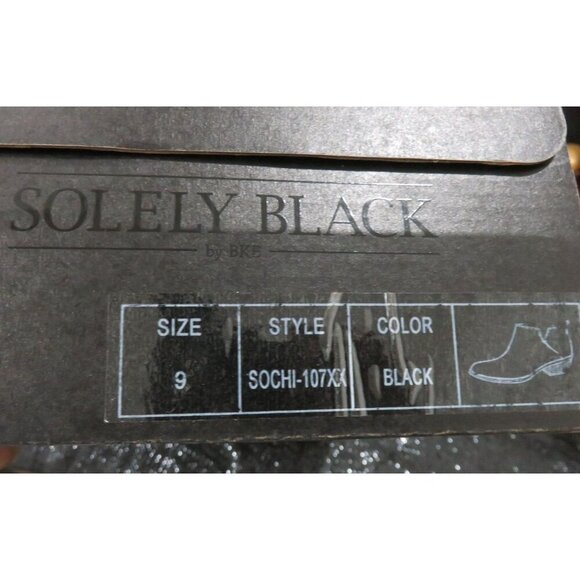 SOLELY BLACK
by BKE
SIZE STYLE COLOR
9 SOCHI-107XX BLACK